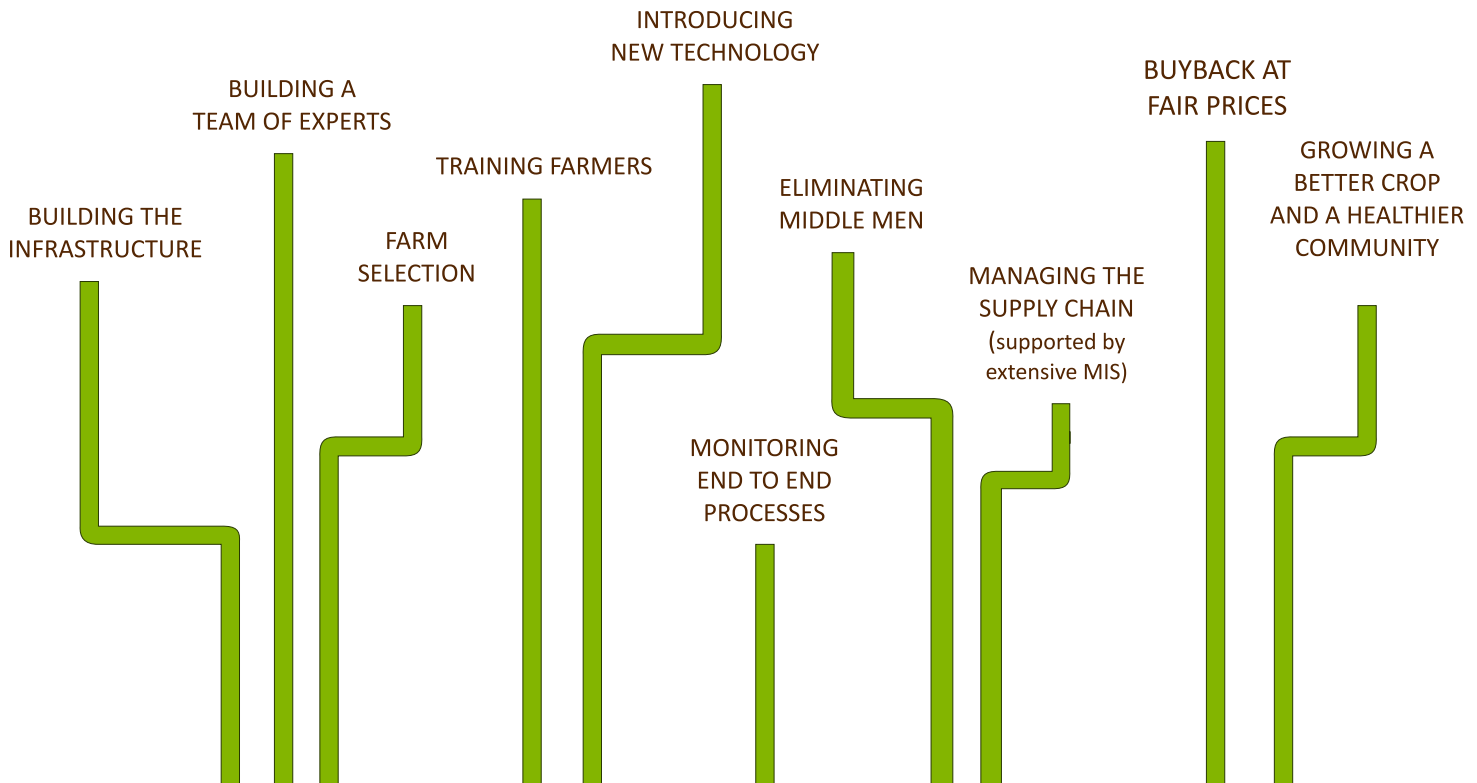 BUILDING THE
INFRASTRUCTURE
BUILDING A
TEAM OF EXPERTS
FARM
SELECTION
TRAINING FARMERS
INTRODUCING
NEW TECHNOLOGY
MONITORING
END TO END
PROCESSES
ELIMINATING
MIDDLE MEN
MANAGING THE
SUPPLY CHAIN
(supported by
extensive MIS)
BUYBACK AT
FAIR PRICES
GROWING A
BETTER CROP
AND A HEALTHIER
COMMUNITY